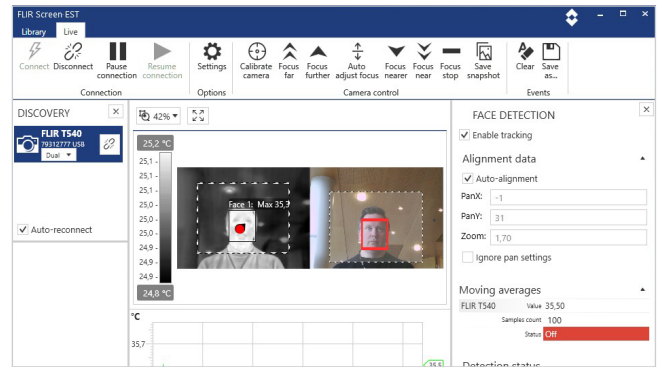 FLIR Screen-EST
Library Live
Connect Disconnect Pause connection Resume connection Settings Calibrate camera Focus far Focus further Auto adjust focus Focus nearer Focus near Focus stop Save snapshot Clear Save as...
Connection Options Camera control Events
DISCOVERY
FLIR T540
79312777 USB
Dual
Auto-reconnect
42%
25,2 °C
25,1
25,1
25,1
25,0
25,0
25,0
24,9
24,9
24,9
24,8 °C
Face 1: Max 35,3
°C
35,7
35,5
FACE DETECTION
Enable tracking
Alignment data
Auto-alignment
PanX: -1
PanY: 31
Zoom: 1,70
Ignore pan settings
Moving averages
FLIR T540 Value 35,50
Samples count 100
Status Off
Detection status